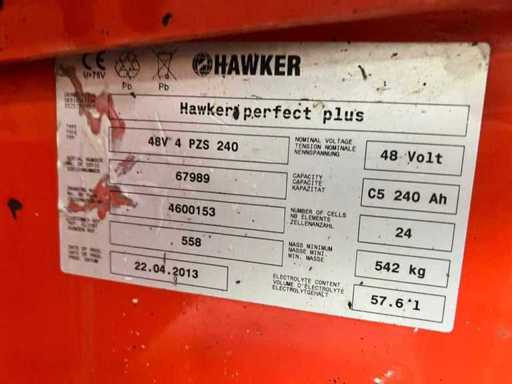 CE
U>75V
Pb
Pb
HAWKER
Hawker perfect plus
48V 4 PZS 240
NOMINAL VOLTAGE
TENSION NOMINALE
NENNSPANNUNG
48 Volt
67989
CAPACITY
CAPACITE
KAPAZITAT
C5 240 Ah
4600153
NUMBER OF CELLS
NB ELEMENTS
ZELLENANZAHL
24
558
MASS MINIMUM
MASSE MINI.
MIN. MASSE
542 kg
22.04.2013
ELECTROLYTE CONTENT
VOLUME D'ELECTROLYTE
ELEKTROLYTGEHALT
57.6 l